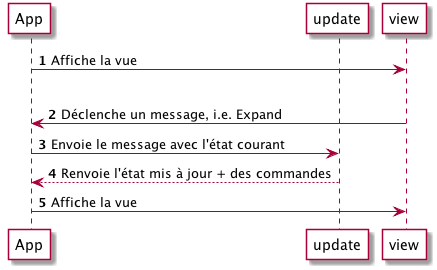 App update view
1 Affiche la vue
2 Déclenche un message, i.e. Expand
3 Envoie le message avec l'état courant
4 Renvoie l'état mis à jour + des commandes
5 Affiche la vue
App update view